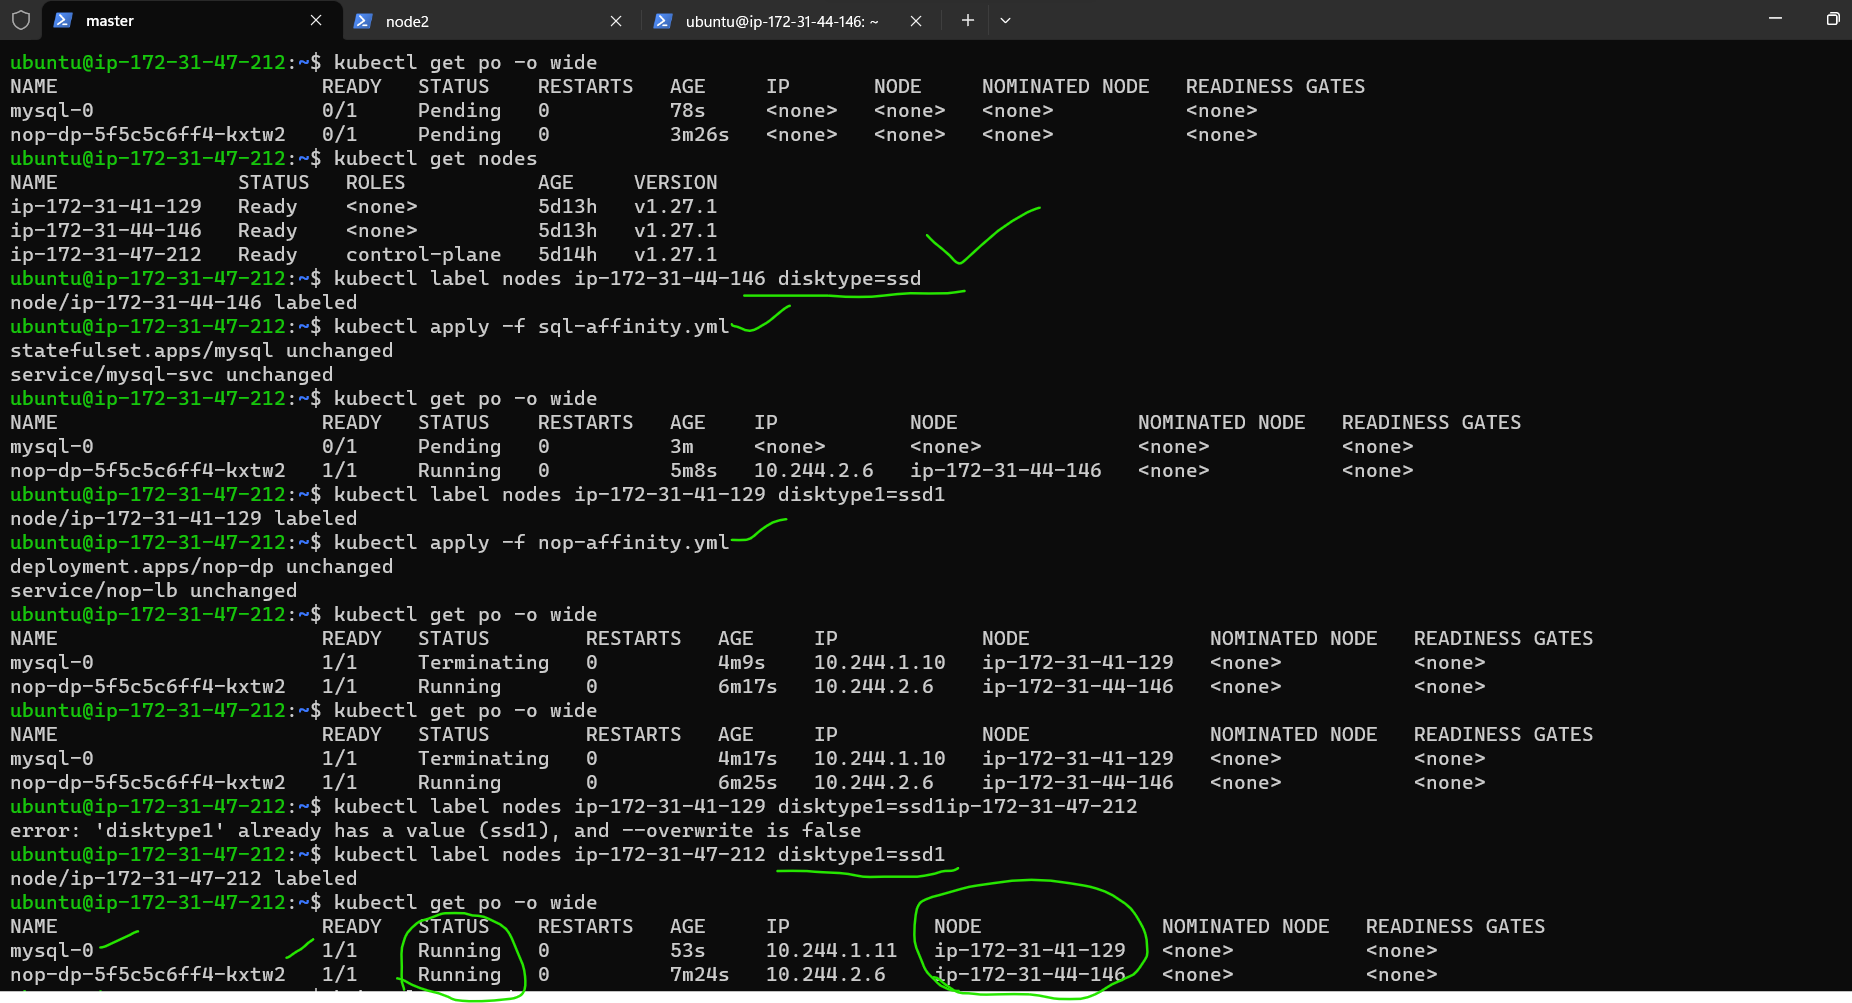 master node2 ubuntu@ip-172-31-44-146: ~
ubuntu@ip-172-31-47-212:~$ kubectl get po -o wide
NAME READY STATUS RESTARTS AGE IP NODE NOMINATED NODE READINESS GATES
mysql-0 0/1 Pending 0 78s <none> <none> <none> <none>
nop-dp-5f5c5c6ff4-kxtw2 0/1 Pending 0 3m26s <none> <none> <none> <none>
ubuntu@ip-172-31-47-212:~$ kubectl get nodes
NAME STATUS ROLES AGE VERSION
ip-172-31-41-129 Ready <none> 5d13h v1.27.1
ip-172-31-44-146 Ready <none> 5d13h v1.27.1
ip-172-31-47-212 Ready control-plane 5d14h v1.27.1
ubuntu@ip-172-31-47-212:~$ kubectl label nodes ip-172-31-44-146 disktype=ssd
node/ip-172-31-44-146 labeled
ubuntu@ip-172-31-47-212:~$ kubectl apply -f sql-affinity.yml
statefulset.apps/mysql unchanged
service/mysql-svc unchanged
ubuntu@ip-172-31-47-212:~$ kubectl get po -o wide
NAME READY STATUS RESTARTS AGE IP NODE NOMINATED NODE READINESS GATES
mysql-0 0/1 Pending 0 3m <none> <none> <none> <none>
nop-dp-5f5c5c6ff4-kxtw2 1/1 Running 0 5m8s 10.244.2.6 ip-172-31-44-146 <none> <none>
ubuntu@ip-172-31-47-212:~$ kubectl label nodes ip-172-31-41-129 disktype1=ssd1
node/ip-172-31-41-129 labeled
ubuntu@ip-172-31-47-212:~$ kubectl apply -f nop-affinity.yml
deployment.apps/nop-dp unchanged
service/nop-lb unchanged
ubuntu@ip-172-31-47-212:~$ kubectl get po -o wide
NAME READY STATUS RESTARTS AGE IP NODE NOMINATED NODE READINESS GATES
mysql-0 1/1 Terminating 0 4m9s 10.244.1.10 ip-172-31-41-129 <none> <none>
nop-dp-5f5c5c6ff4-kxtw2 1/1 Running 0 6m17s 10.244.2.6 ip-172-31-44-146 <none> <none>
ubuntu@ip-172-31-47-212:~$ kubectl get po -o wide
NAME READY STATUS RESTARTS AGE IP NODE NOMINATED NODE READINESS GATES
mysql-0 1/1 Terminating 0 4m17s 10.244.1.10 ip-172-31-41-129 <none> <none>
nop-dp-5f5c5c6ff4-kxtw2 1/1 Running 0 6m25s 10.244.2.6 ip-172-31-44-146 <none> <none>
ubuntu@ip-172-31-47-212:~$ kubectl label nodes ip-172-31-41-129 disktype1=ssd1ip-172-31-47-212
error: 'disktype1' already has a value (ssd1), and --overwrite is false
ubuntu@ip-172-31-47-212:~$ kubectl label nodes ip-172-31-47-212 disktype1=ssd1
node/ip-172-31-47-212 labeled
ubuntu@ip-172-31-47-212:~$ kubectl get po -o wide
NAME READY STATUS RESTARTS AGE IP NODE NOMINATED NODE READINESS GATES
mysql-0 1/1 Running 0 53s 10.244.1.11 ip-172-31-41-129 <none> <none>
nop-dp-5f5c5c6ff4-kxtw2 1/1 Running 0 7m24s 10.244.2.6 ip-172-31-44-146 <none> <none>